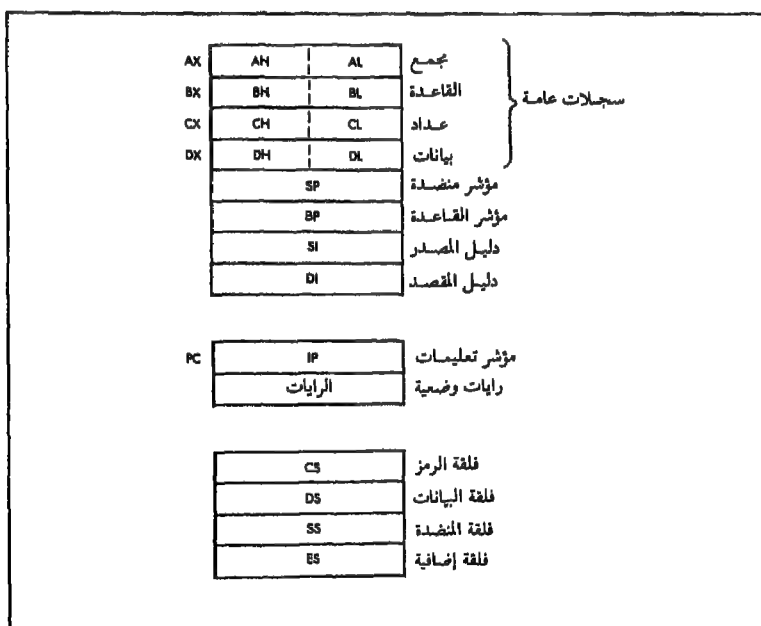 AX AH AL مجمع
BX BH BL القاعدة
CX CH CL عداد
DX DH DL بيانات
سجلات عامة
SP مؤشر منضدة
BP مؤشر القاعدة
SI دليل المصدر
DI دليل المقصد
PC IP مؤشر تعليمات
الرايات رايات وضعية
CS فلقة الرمز
DS فلقة البيانات
SS فلقة المنضدة
ES فلقة إضافية